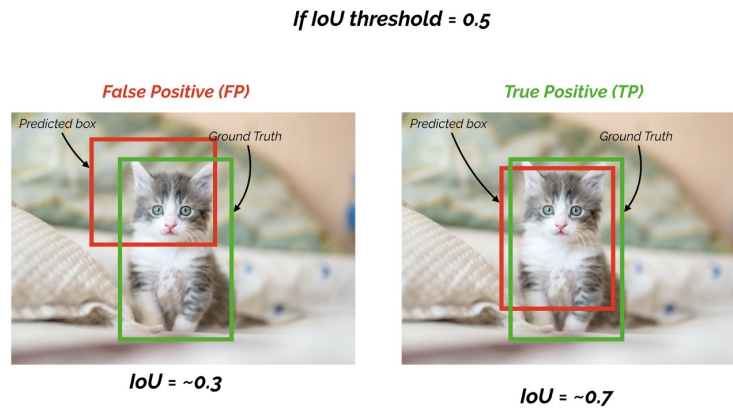 If IoU threshold = 0.5
False Positive (FP)
Predicted box
Ground Truth
IoU = ~0.3
True Positive (TP)
Predicted box
Ground Truth
IoU = ~0.7